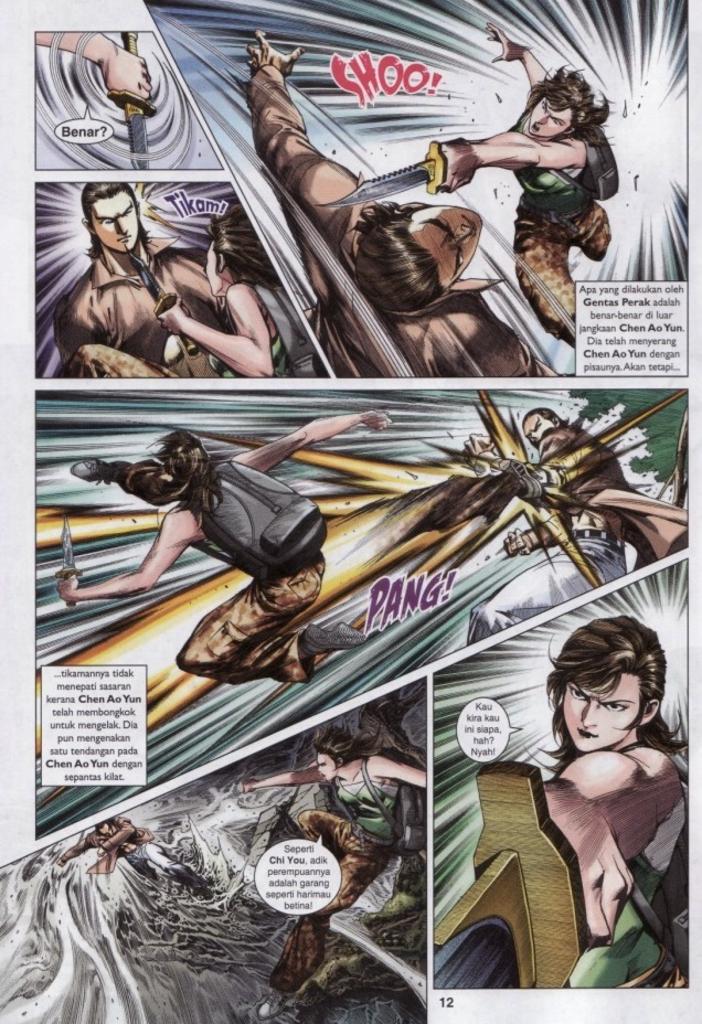 Benar?
SHOO!
Tikam!
Apa yang dilakukan oleh
Gentas Perak adalah
benar-benar di luar
jangkaan Chen Ao Yun.
Dia telah menyerang
Chen Ao Yun dengan
pisaunya. Akan tetapi...
PANG!
...tikamannya tidak
menepati sasaran
kerana Chen Ao Yun
telah membongkok
untuk mengelak. Dia
pun mengenakan
satu tendangan pada
Chen Ao Yun dengan
sepantas kilat.
Kau
kira kau
ini siapa,
hah?
Nyah!
Seperti
Chi You, adik
perempuannya
adalah garang
seperti harimau
betina!
12